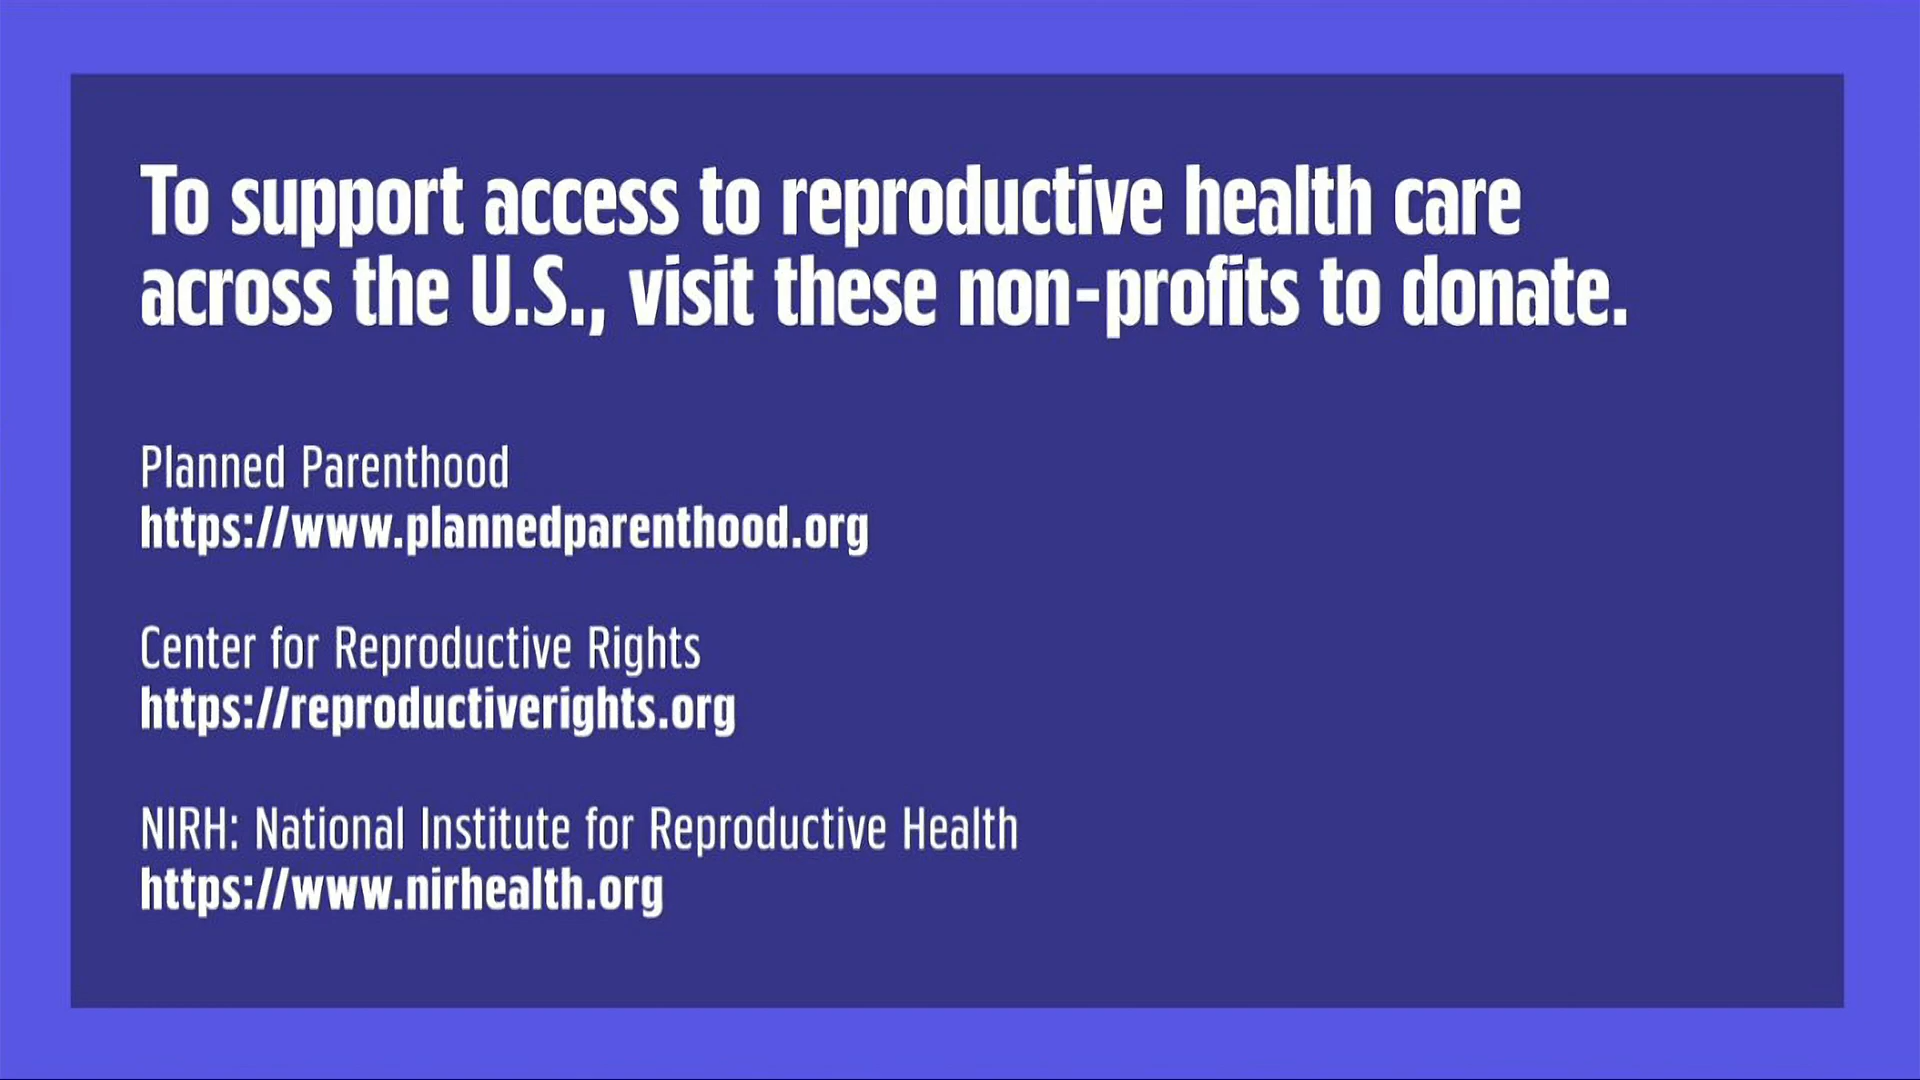 To support access to reproductive health care
across the U.S., visit these non-profits to donate.
Planned Parenthood
https://www.plannedparenthood.org
Center for Reproductive Rights
https://reproductiverights.org
NIRH: National Institute for Reproductive Health
https://www.nirhealth.org